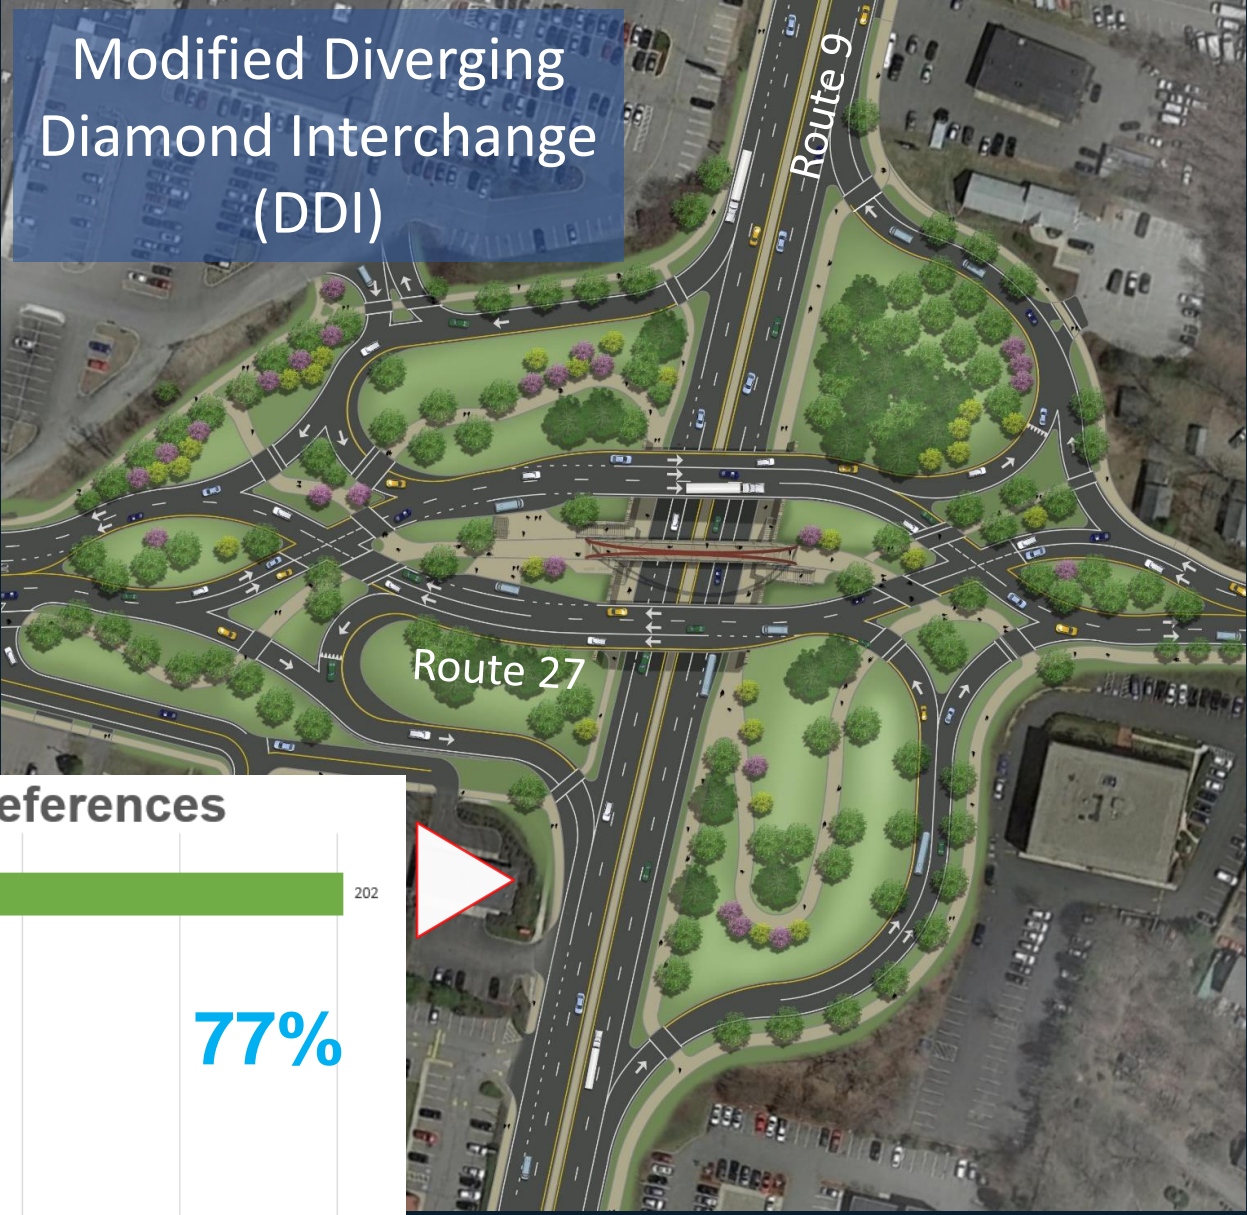 Modified Diverging
Diamond Interchange
(DDI)
Route 9
Route 27
eferences
202
77%